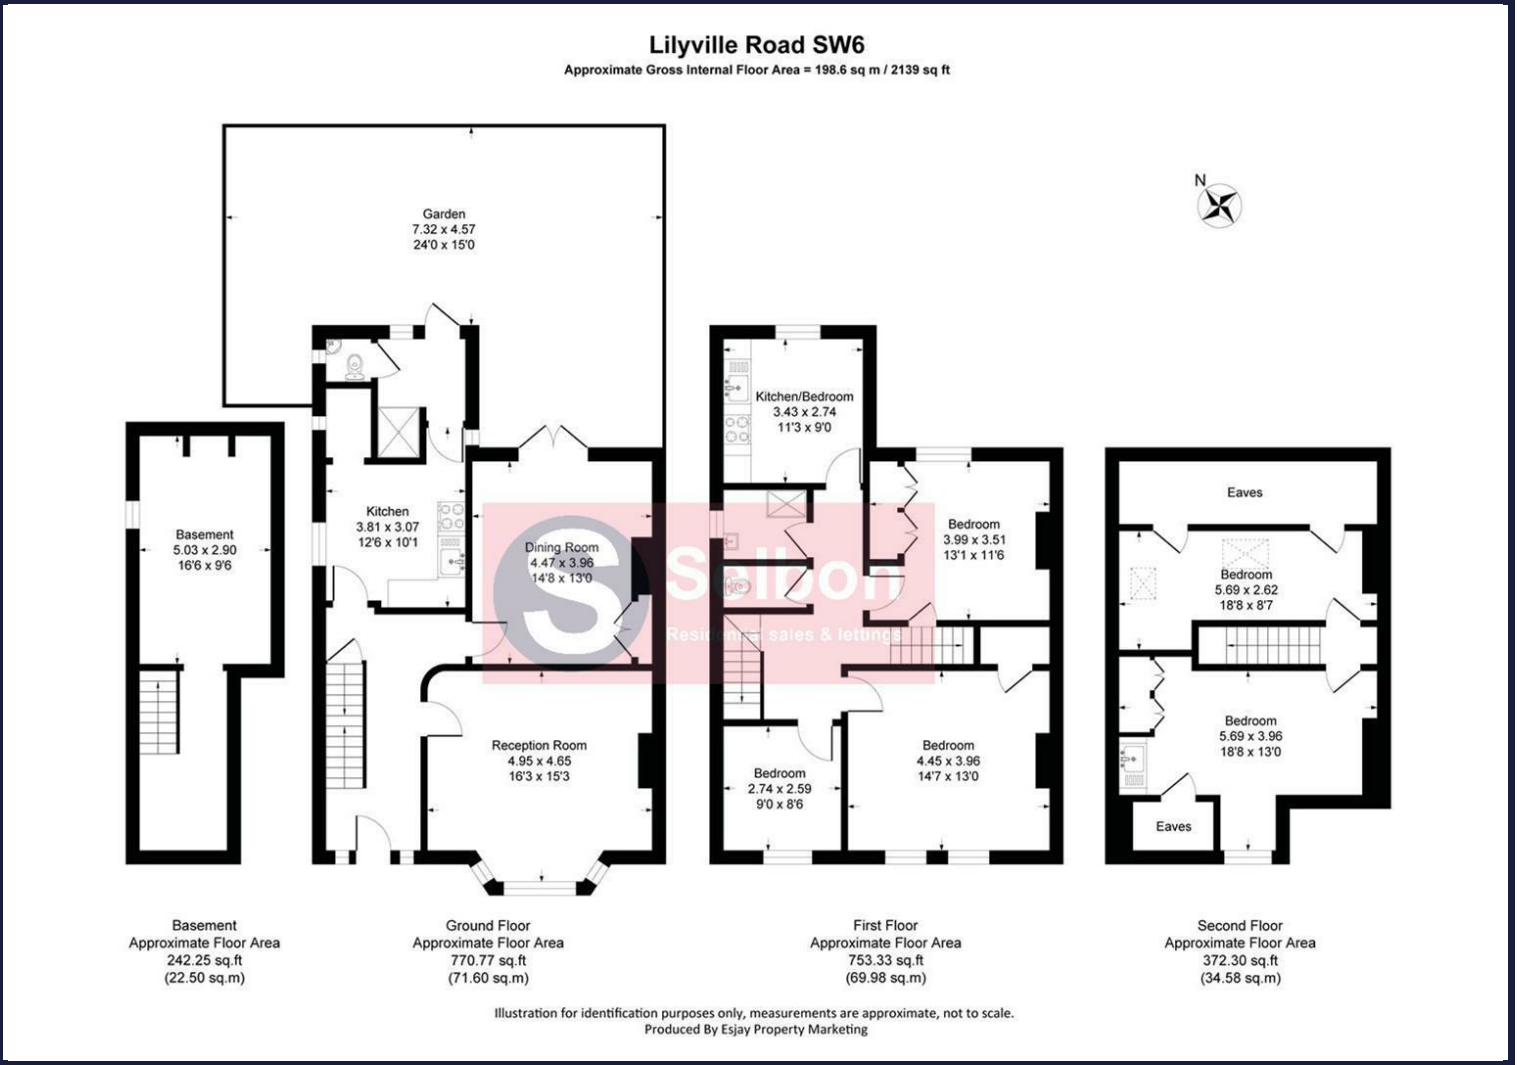 Lilyville Road SW6
Approximate Gross Internal Floor Area = 198.6 sq m / 2139 sq ft
N
Garden
7.32 x 4.57
24'0 x 15'0
Basement
5.03 x 2.90
16'6 x 9'6
Kitchen
3.81 x 3.07
12'6 x 10'1
Dining Room
4.47 x 3.96
14'8 x 13'0
Reception Room
4.95 x 4.65
16'3 x 15'3
Kitchen/Bedroom
3.43 x 2.74
11'3 x 9'0
Bedroom
3.99 x 3.51
13'1 x 11'6
S
Selbon
Residential sales & lettings
Bedroom
2.74 x 2.59
9'0 x 8'6
Bedroom
4.45 x 3.96
14'7 x 13'0
Eaves
Bedroom
5.69 x 2.62
18'8 x 8'7
Bedroom
5.69 x 3.96
18'8 x 13'0
Eaves
Basement
Approximate Floor Area
242.25 sq.ft
(22.50 sq.m)
Ground Floor
Approximate Floor Area
770.77 sq.ft
(71.60 sq.m)
First Floor
Approximate Floor Area
753.33 sq.ft
(69.98 sq.m)
Second Floor
Approximate Floor Area
372.30 sq.ft
(34.58 sq.m)
Illustration for identification purposes only, measurements are approximate, not to scale.
Produced By Esjay Property Marketing